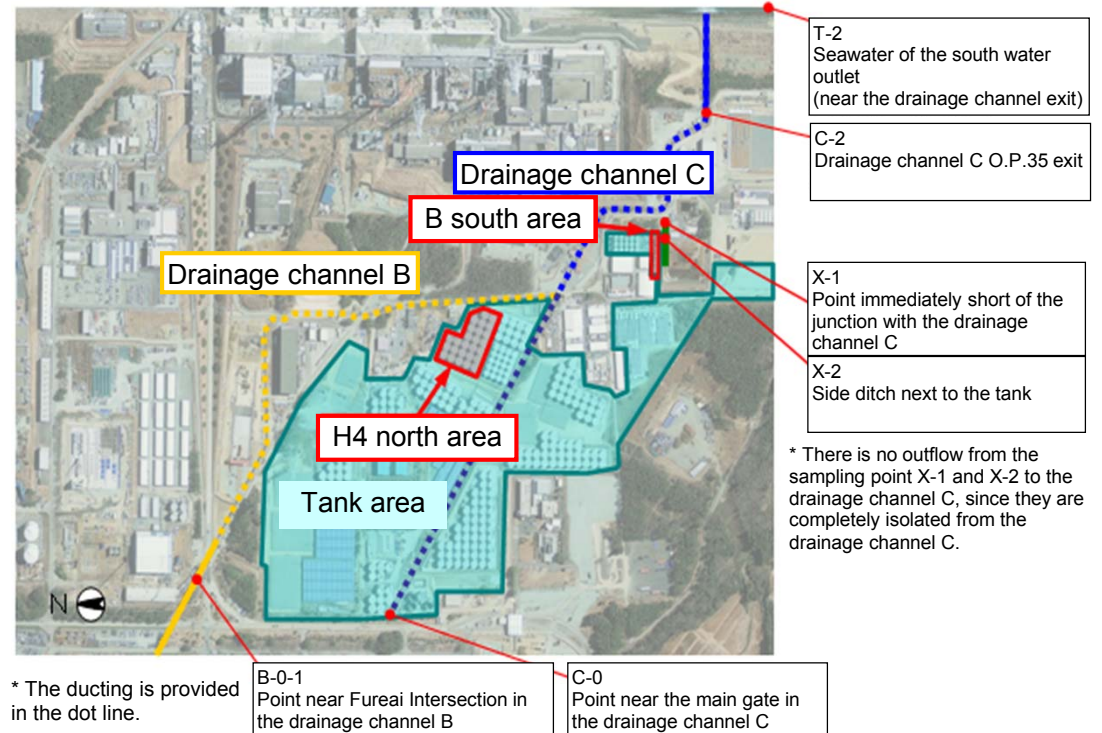 T-2
Seawater of the south water
outlet
(near the drainage channel exit)
C-2
Drainage channel C O.P.35 exit
Drainage channel C
B south area
Drainage channel B
X-1
Point immediately short of the
junction with the drainage
channel C
X-2
Side ditch next to the tank
H4 north area
* There is no outflow from the
sampling point X-1 and X-2 to the
drainage channel C, since they are
completely isolated from the
drainage channel C.
Tank area
N
* The ducting is provided
in the dot line.
B-0-1
Point near Fureai Intersection in
the drainage channel B
C-0
Point near the main gate in
the drainage channel C